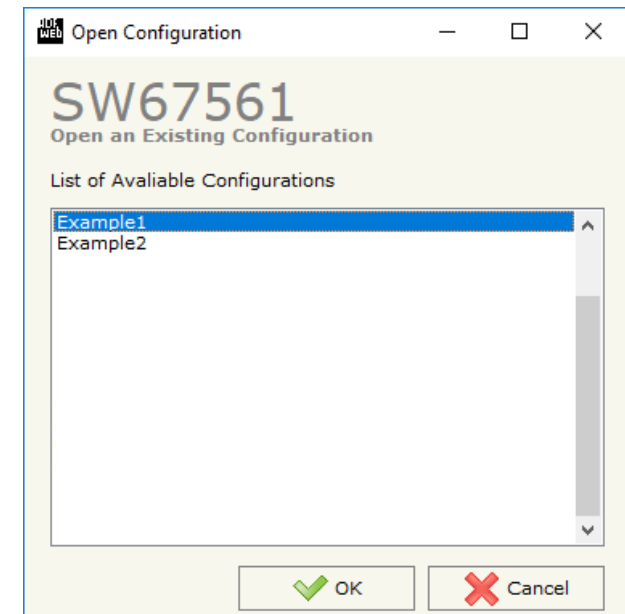 Open Configuration
SW67561
Open an Existing Configuration
List of Avaliable Configurations
Example1
Example2
OK
Cancel